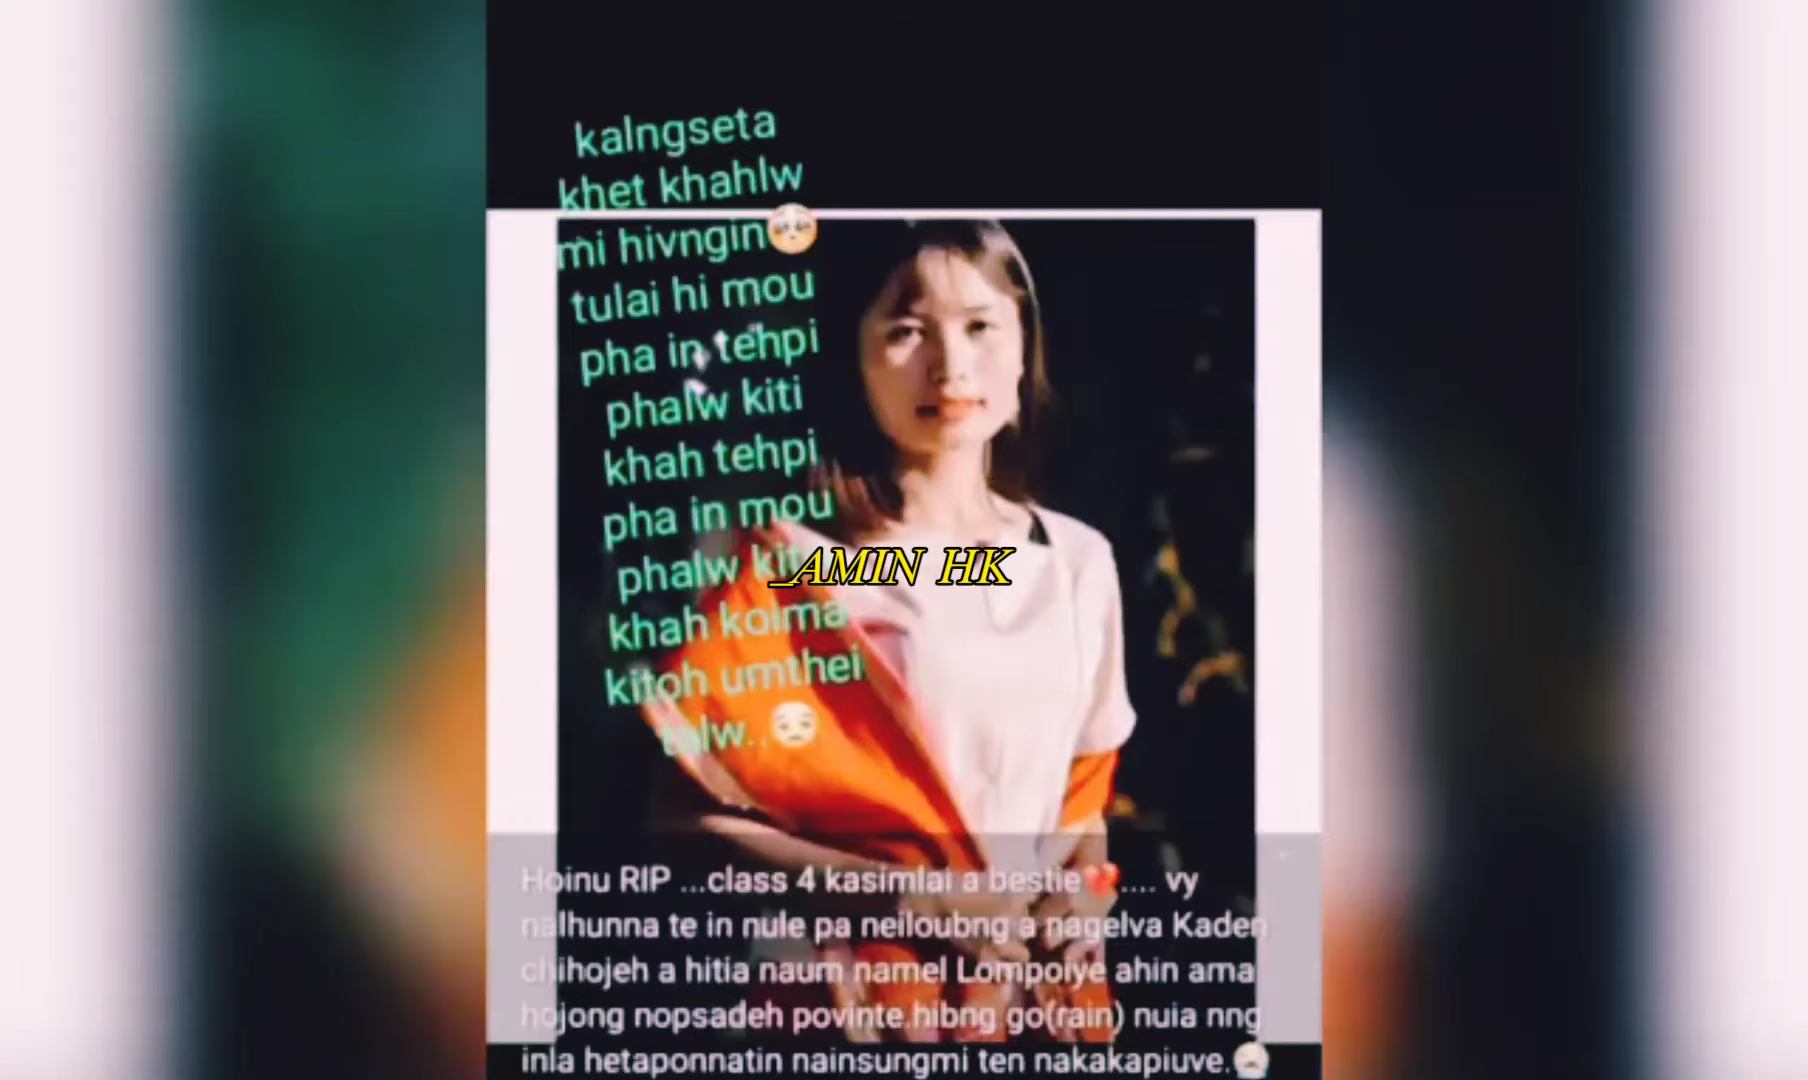 kalngseta
khet khahlw
mi hivngin🥺
tulai hi mou
pha in tehpi
phalw kiti
khah tehpi
pha in mou
phalw
khah koima
kitoh umthei
talw..😔
_AMIN HK
Hoinu RIP ...class 4 kasimlai a bestie❤️.... vy
nalhunna te in nule pa neiloubng a nagelva Kaden
chihojeh a hitia naum namel Lompoiye ahin ama
hojong nopsadeh povinte.hibng go(rain) nuia nng
inla hetaponnatin nainsungmi ten nakakapiuve.